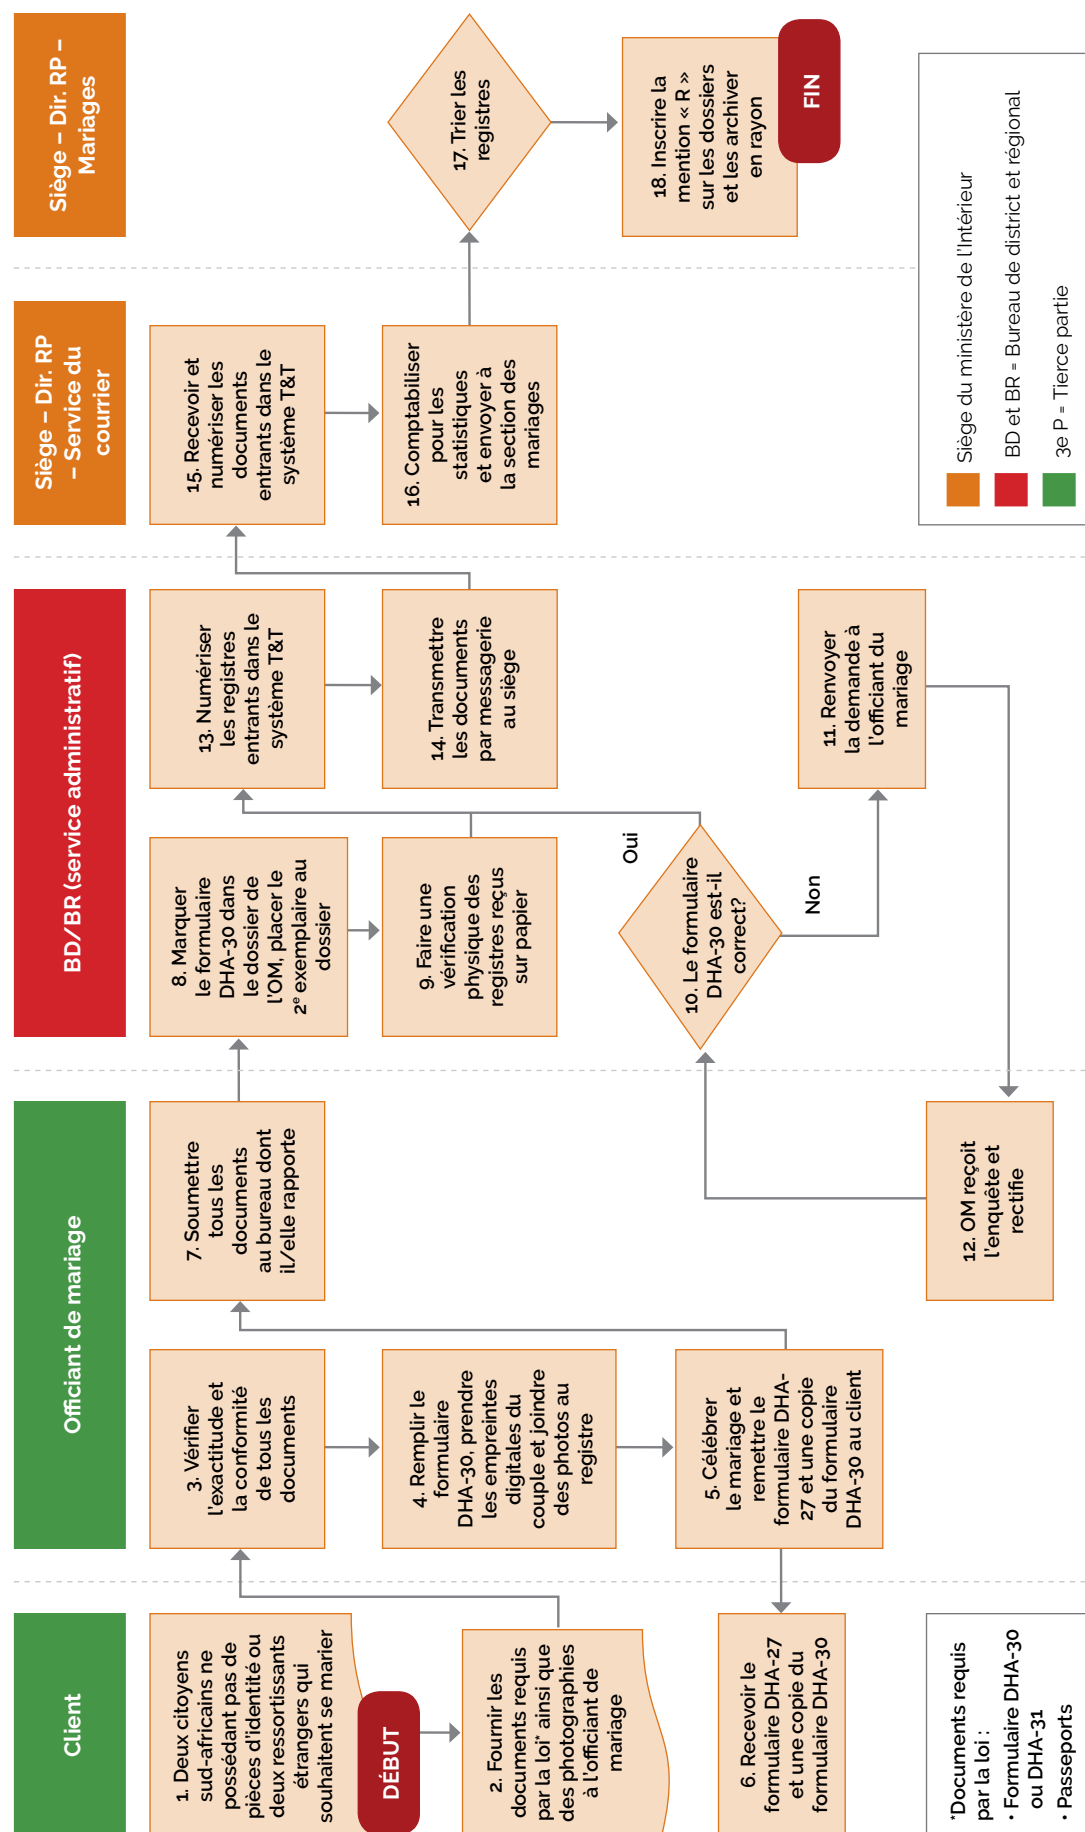 Client
1. Deux citoyens
sud-africains ne
possédant pas de
pièces d'identité ou
deux ressortissants
étrangers qui
souhaitent se marier
DÉBUT
2. Fournir les
documents requis
par la loi* ainsi que
des photographies
à l'officiant de
mariage
6. Recevoir le
formulaire DHA-27
et une copie du
formulaire DHA-30
*Documents requis
par la loi :
• Formulaire DHA-30
ou DHA-31
• Passeports
Officiant de mariage
3. Vérifier
l'exactitude et
la conformité
de tous les
documents
4. Remplir le
formulaire
DHA-30, prendre
les empreintes
digitales du
couple et joindre
des photos au
registre
5. Célébrer
le mariage et
remettre le
formulaire DHA-
27 et une copie
du formulaire
DHA-30 au client
7. Soumettre
tous les
documents
au bureau dont
il/elle rapporte
12. OM reçoit
l'enquête et
rectifie
BD/BR (service administratif)
8. Marquer
le formulaire
DHA-30 dans
le dossier de
l'OM, placer le
2e exemplaire au
dossier
9. Faire une
vérification
physique des
registres reçus
sur papier
10. Le formulaire
DHA-30 est-il
correct?
Oui
Non
11. Renvoyer
la demande à
l'officiant du
mariage
13. Numériser
les registres
entrants dans le
système T&T
14. Transmettre
les documents
par messagerie
au siège
Siège – Dir. RP
– Service du
courrier
15. Recevoir et
numériser les
documents
entrants dans le
système T&T
16. Comptabiliser
pour les
statistiques
et envoyer à
la section des
mariages
Siège – Dir. RP –
Mariages
17. Trier les
registres
18. Inscrire la
mention « R »
sur les dossiers
et les archiver
en rayon
FIN
Siège du ministère de l'Intérieur
BD et BR = Bureau de district et régional
3e P = Tierce partie